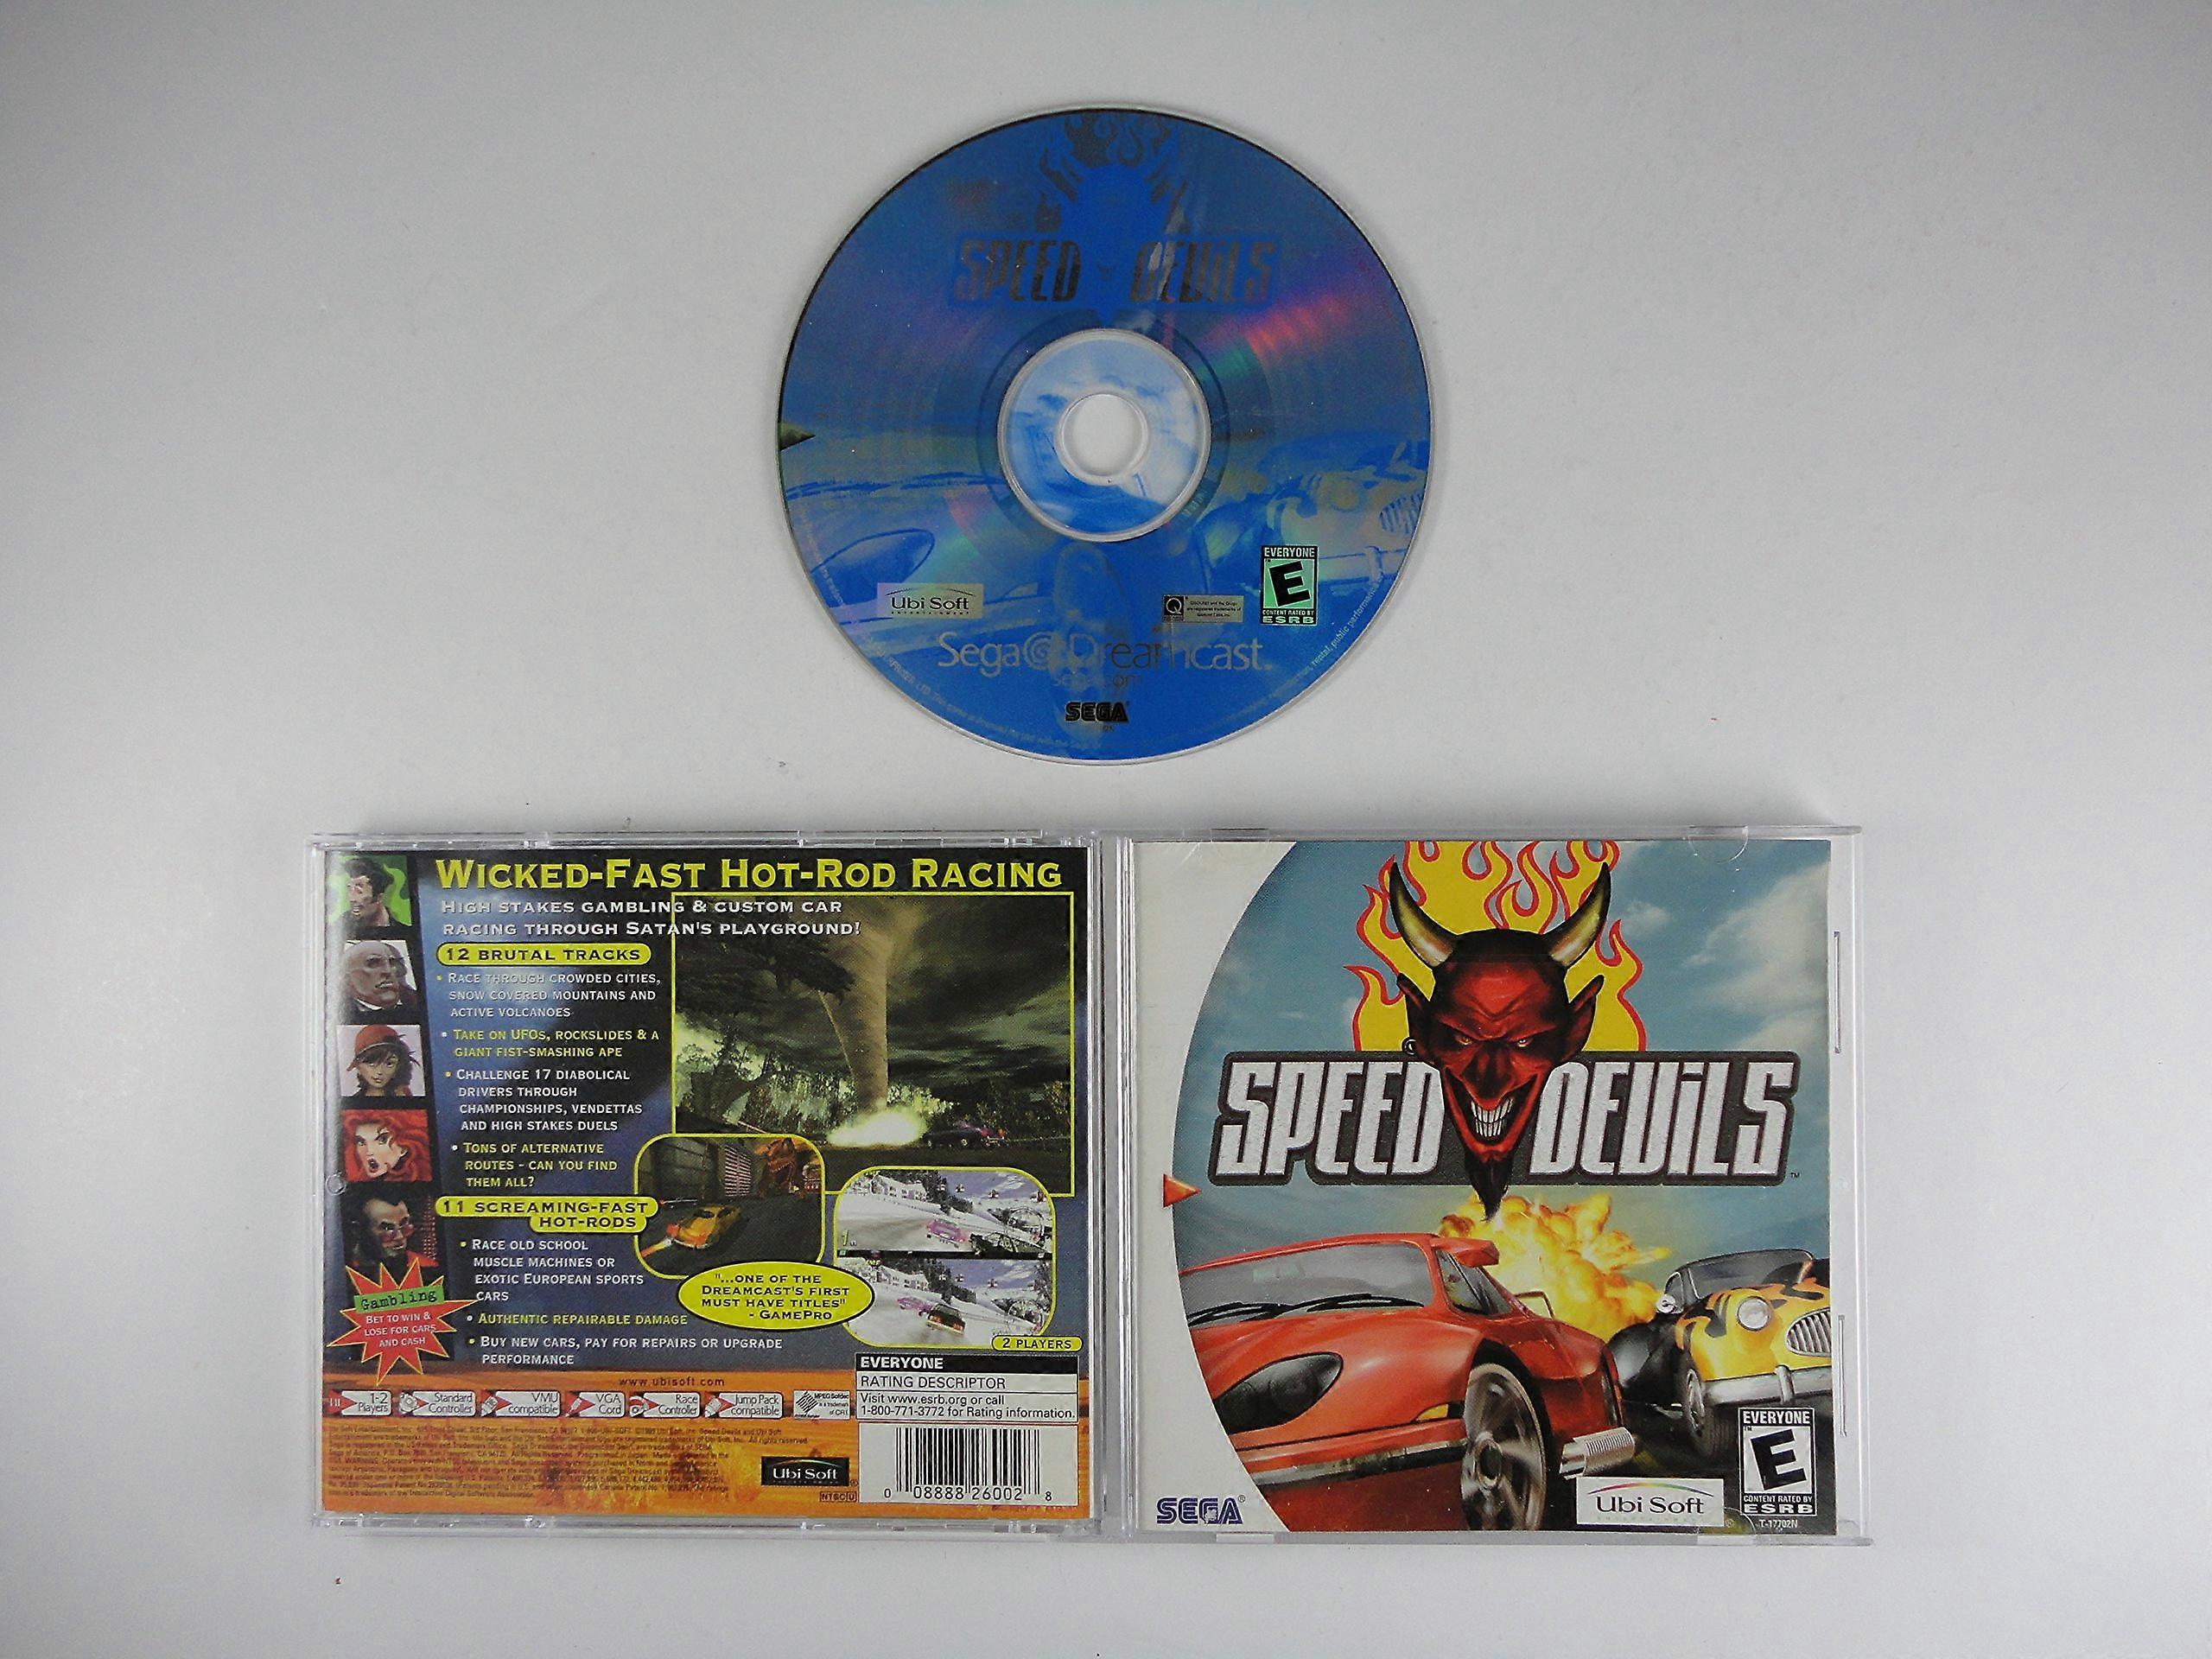 SPEED DEVILS
EVERYONE
E
CONTENT RATED BY
ESRB
Ubi Soft
Sega Dreamcast
SEGA
WICKED-FAST HOT-ROD RACING
HIGH STAKES GAMBLING & CUSTOM CAR
RACING THROUGH SATAN'S PLAYGROUND!
12 BRUTAL TRACKS
• RACE THROUGH CROWDED CITIES,
SNOW COVERED MOUNTAINS AND
ACTIVE VOLCANOES
• TAKE ON UFOS, ROCKSLIDES & A
GIANT FIST-SMASHING APE
• CHALLENGE 17 DIABOLICAL
DRIVERS THROUGH
CHAMPIONSHIPS, VENDETTAS
AND HIGH STAKES DUELS
• TONS OF ALTERNATIVE
ROUTES - CAN YOU FIND
THEM ALL?
11 SCREAMING-FAST
HOT-RODS
• RACE OLD SCHOOL
MUSCLE MACHINES OR
EXOTIC EUROPEAN SPORTS
CARS
• AUTHENTIC REPAIRABLE DAMAGE
• BUY NEW CARS, PAY FOR REPAIRS OR UPGRADE
PERFORMANCE
Gambling
BET TO WIN &
LOSE FOR CARS
AND CASH
"...ONE OF THE
DREAMCAST'S FIRST
MUST HAVE TITLES"
- GAMEPRO
2 PLAYERS
www.ubisoft.com
1-2
Players
Standard
Controller
VMU
compatible
VGA
Cord
Race
Controller
Jump Pack
compatible
EVERYONE
RATING DESCRIPTOR
Visit www.esrb.org or call
1-800-771-3772 for Rating information.
Ubi Soft
NTSC U
0 08888 26002 8
SPEED DEViLS
™
SEGA®
Ubi Soft
EVERYONE
E
CONTENT RATED BY
ESRB
T-17702N